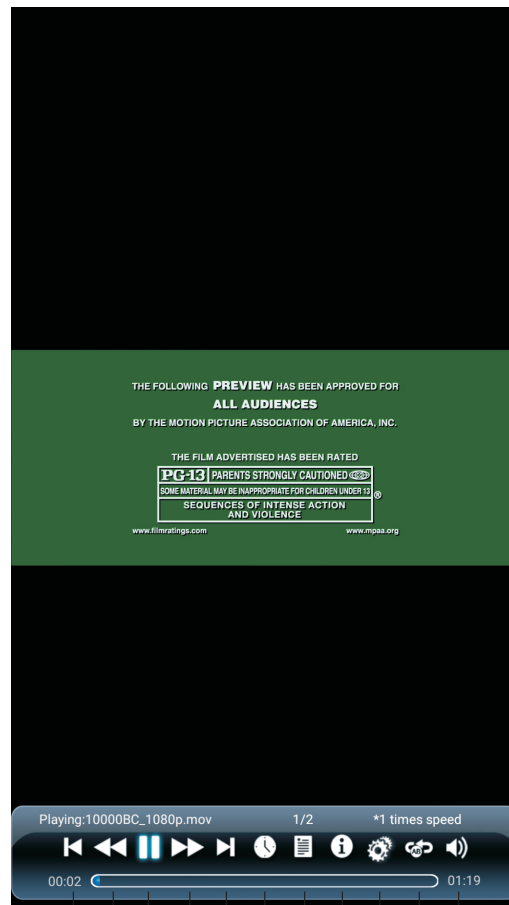 THE FOLLOWING PREVIEW HAS BEEN APPROVED FOR
ALL AUDIENCES
BY THE MOTION PICTURE ASSOCIATION OF AMERICA, INC.
THE FILM ADVERTISED HAS BEEN RATED
PG-13 PARENTS STRONGLY CAUTIONED
SOME MATERIAL MAY BE INAPPROPRIATE FOR CHILDREN UNDER 13
®
SEQUENCES OF INTENSE ACTION
AND VIOLENCE
www.filmratings.com www.mpaa.org
Playing:10000BC_1080p.mov 1/2 *1 times speed
AB
00:02 01:19